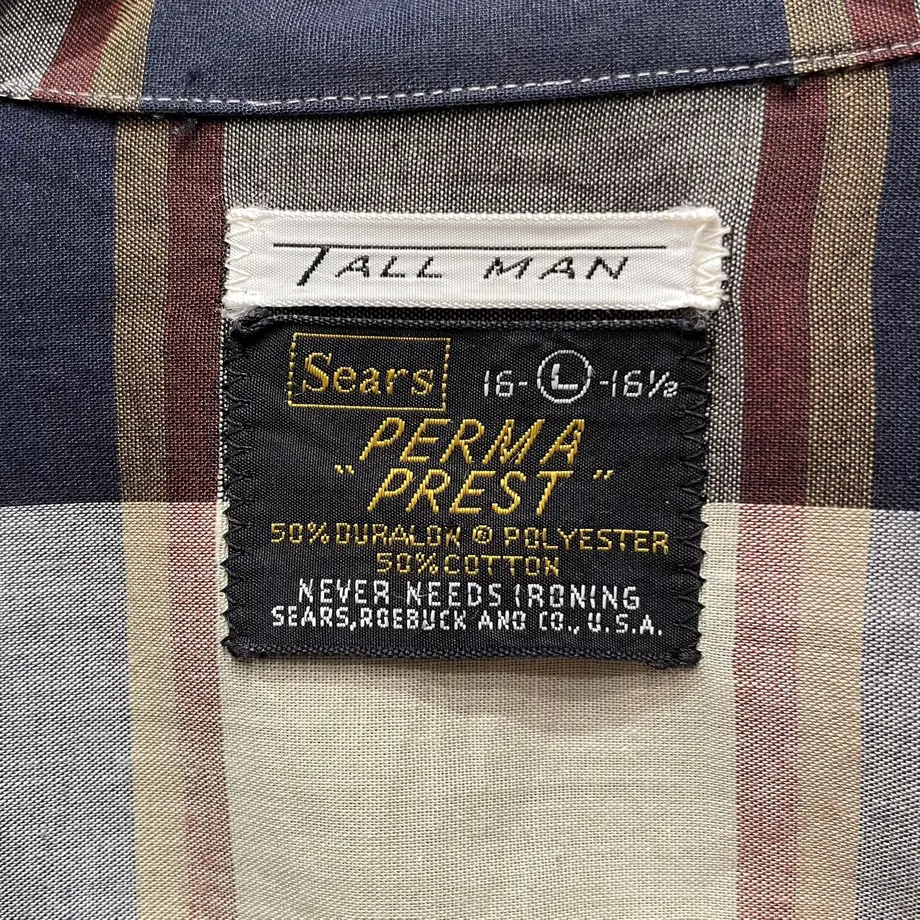 TALL MAN
Sears 16-L-16½
"PERMA
PREST"
50% DURALON ® POLYESTER
50% COTTON
NEVER NEEDS IRONING
SEARS, ROEBUCK AND CO., U.S.A.